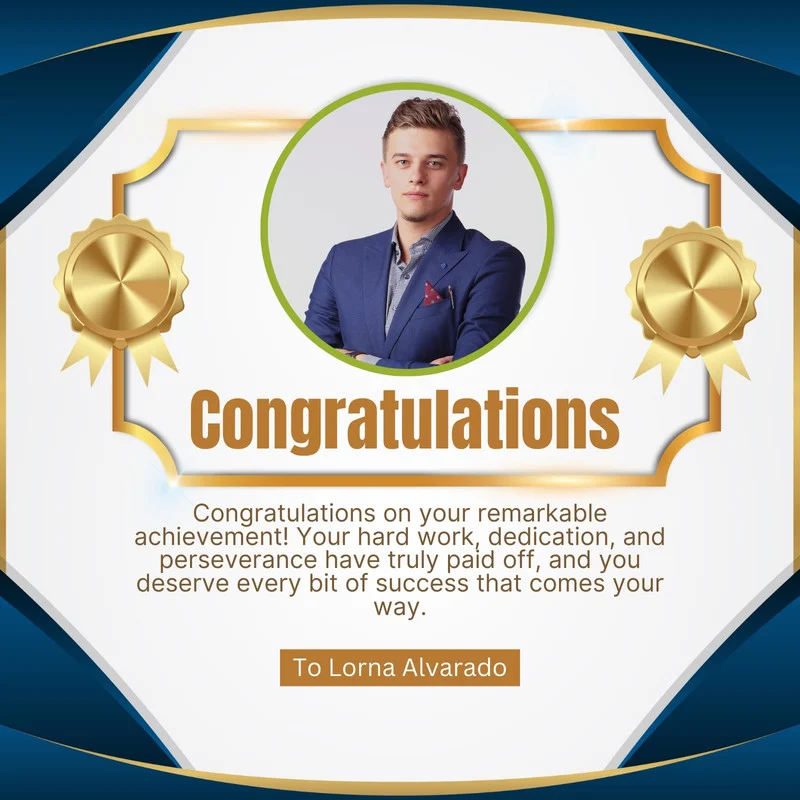 Congratulations
Congratulations on your remarkable
achievement! Your hard work, dedication, and
perseverance have truly paid off, and you
deserve every bit of success that comes your
way.
To Lorna Alvarado